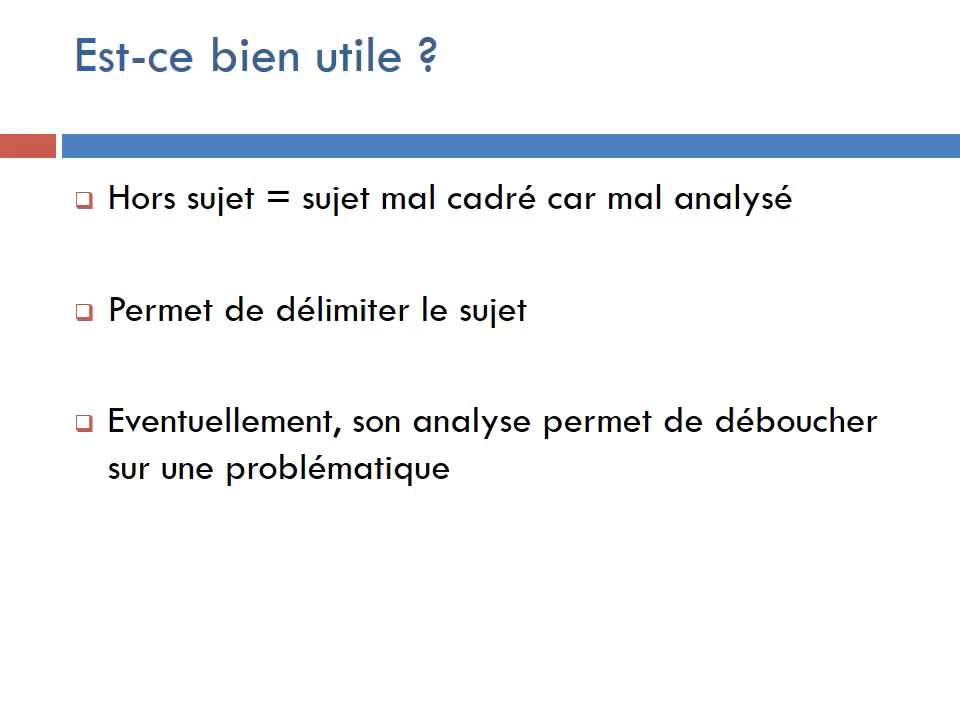 Est-ce bien utile ?
Hors sujet = sujet mal cadré car mal analysé
Permet de délimiter le sujet
Eventuellement, son analyse permet de déboucher
sur une problématique